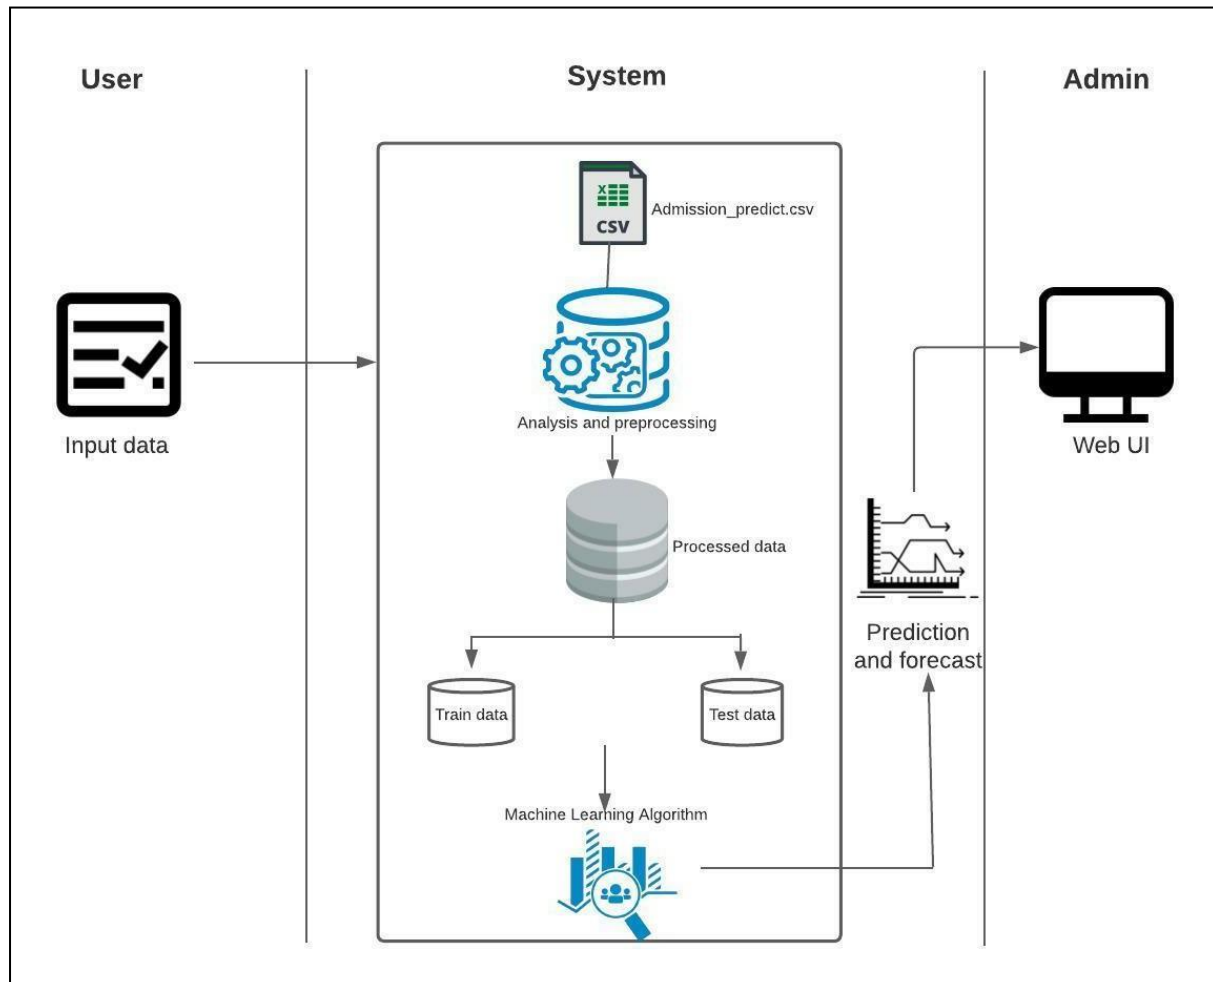 User
System
Admin
Admission_predict.csv
X
CSV
Input data
Analysis and preprocessing
Web UI
Processed data
Prediction
and forecast
Train data
Test data
Machine Learning Algorithm